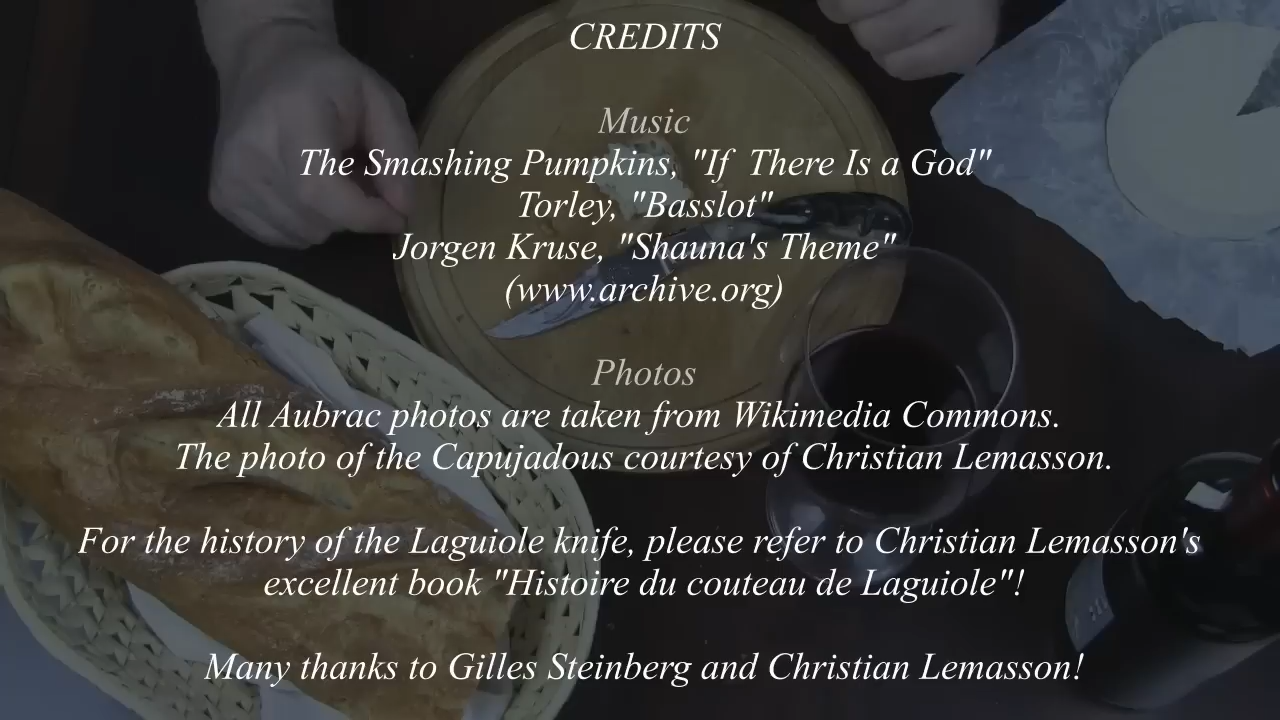 CREDITS
Music
The Smashing Pumpkins, "If  There Is a God"
Torley, "Basslot"
Jorgen Kruse, "Shauna's Theme"
(www.archive.org)
Photos
All Aubrac photos are taken from Wikimedia Commons.
The photo of the Capujadous courtesy of Christian Lemasson.
For the history of the Laguiole knife, please refer to Christian Lemasson's
excellent book "Histoire du couteau de Laguiole"!
Many thanks to Gilles Steinberg and Christian Lemasson!